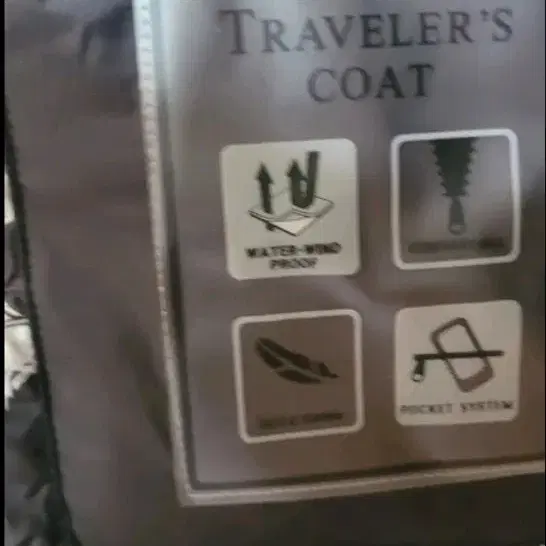 TRAVELER'S
COAT
WATER-WIND
PROOF
POCKET SYSTEM